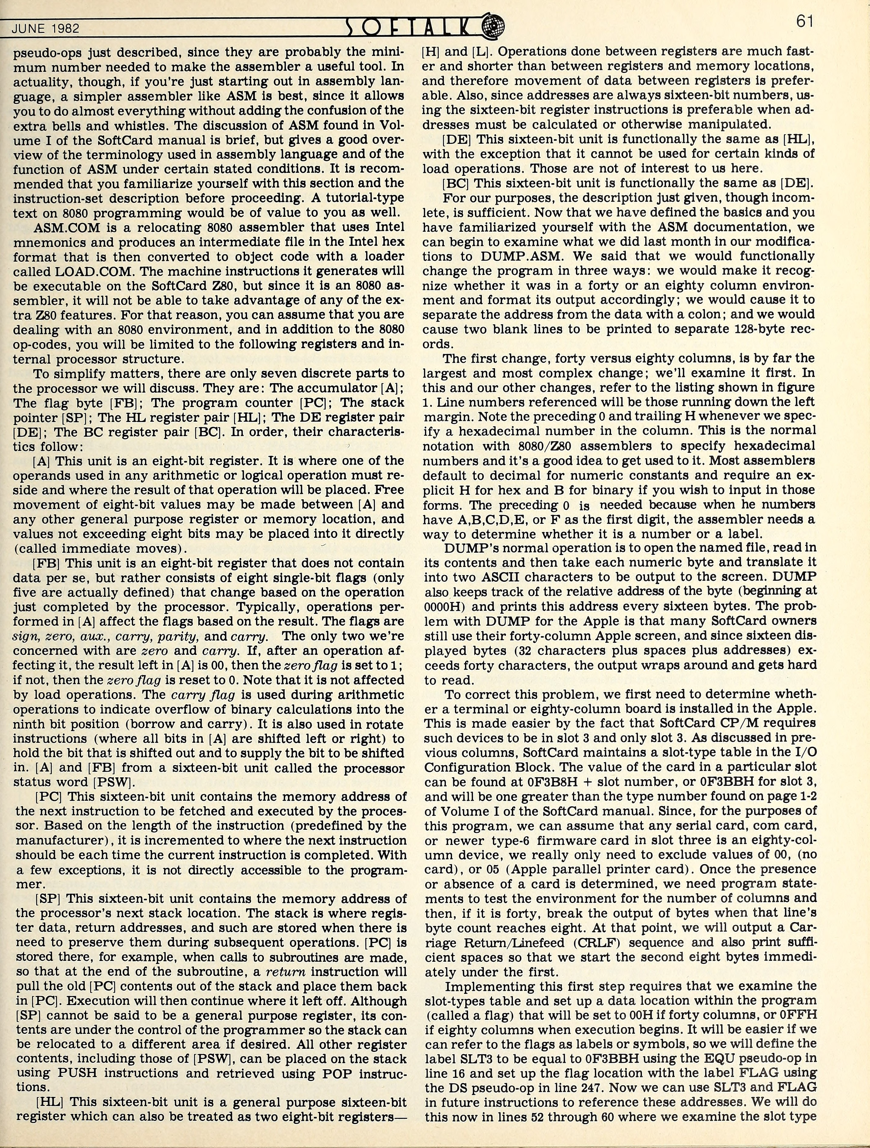 JUNE 1982
SOFTALK
61
pseudo-ops just described, since they are probably the mini-
mum number needed to make the assembler a useful tool. In
actuality, though, if you're just starting out in assembly lan-
guage, a simpler assembler like ASM is best, since it allows
you to do almost everything without adding the confusion of the
extra bells and whistles. The discussion of ASM found in Vol-
ume I of the SoftCard manual is brief, but gives a good over-
view of the terminology used in assembly language and of the
function of ASM under certain stated conditions. It is recom-
mended that you familiarize yourself with this section and the
instruction-set description before proceeding. A tutorial-type
text on 8080 programming would be of value to you as well.
ASM.COM is a relocating 8080 assembler that uses Intel
mnemonics and produces an intermediate file in the Intel hex
format that is then converted to object code with a loader
called LOAD.COM. The machine instructions it generates will
be executable on the SoftCard Z80, but since it is an 8080 as-
sembler, it will not be able to take advantage of any of the ex-
tra Z80 features. For that reason, you can assume that you are
dealing with an 8080 environment, and in addition to the 8080
op-codes, you will be limited to the following registers and in-
ternal processor structure.
To simplify matters, there are only seven discrete parts to
the processor we will discuss. They are: The accumulator [A];
The flag byte [FB]; The program counter [PC]; The stack
pointer [SP]; The HL register pair [HL]; The DE register pair
[DE]; The BC register pair [BC]. In order, their characteris-
tics follow:
[A] This unit is an eight-bit register. It is where one of the
operands used in any arithmetic or logical operation must re-
side and where the result of that operation will be placed. Free
movement of eight-bit values may be made between [A] and
any other general purpose register or memory location, and
values not exceeding eight bits may be placed into it directly
(called immediate moves).
[FB] This unit is an eight-bit register that does not contain
data per se, but rather consists of eight single-bit flags (only
five are actually defined) that change based on the operation
just completed by the processor. Typically, operations per-
formed in [A] affect the flags based on the result. The flags are
sign, zero, aux., carry, parity, and carry. The only two we're
concerned with are zero and carry. If, after an operation af-
fecting it, the result left in [A] is 00, then the zero flag is set to 1;
if not, then the zero flag is reset to 0. Note that it is not affected
by load operations. The carry flag is used during arithmetic
operations to indicate overflow of binary calculations into the
ninth bit position (borrow and carry). It is also used in rotate
instructions (where all bits in [A] are shifted left or right) to
hold the bit that is shifted out and to supply the bit to be shifted
in. [A] and [FB] from a sixteen-bit unit called the processor
status word [PSW].
[PC] This sixteen-bit unit contains the memory address of
the next instruction to be fetched and executed by the proces-
sor. Based on the length of the instruction (predefined by the
manufacturer), it is incremented to where the next instruction
should be each time the current instruction is completed. With
a few exceptions, it is not directly accessible to the program-
mer.
[SP] This sixteen-bit unit contains the memory address of
the processor's next stack location. The stack is where regis-
ter data, return addresses, and such are stored when there is
need to preserve them during subsequent operations. [PC] is
stored there, for example, when calls to subroutines are made,
so that at the end of the subroutine, a return instruction will
pull the old [PC] contents out of the stack and place them back
in [PC]. Execution will then continue where it left off. Although
[SP] cannot be said to be a general purpose register, its con-
tents are under the control of the programmer so the stack can
be relocated to a different area if desired. All other register
contents, including those of [PSW], can be placed on the stack
using PUSH instructions and retrieved using POP instruc-
tions.
[HL] This sixteen-bit unit is a general purpose sixteen-bit
register which can also be treated as two eight-bit registers—
[H] and [L]. Operations done between registers are much fast-
er and shorter than between registers and memory locations,
and therefore movement of data between registers is prefer-
able. Also, since addresses are always sixteen-bit numbers, us-
ing the sixteen-bit register instructions is preferable when ad-
dresses must be calculated or otherwise manipulated.
[DE] This sixteen-bit unit is functionally the same as [HL],
with the exception that it cannot be used for certain kinds of
load operations. Those are not of interest to us here.
[BC] This sixteen-bit unit is functionally the same as [DE].
For our purposes, the description just given, though incom-
lete, is sufficient. Now that we have defined the basics and you
have familiarized yourself with the ASM documentation, we
can begin to examine what we did last month in our modifica-
tions to DUMP.ASM. We said that we would functionally
change the program in three ways: we would make it recog-
nize whether it was in a forty or an eighty column environ-
ment and format its output accordingly; we would cause it to
separate the address from the data with a colon; and we would
cause two blank lines to be printed to separate 128-byte rec-
ords.
The first change, forty versus eighty columns, is by far the
largest and most complex change; we'll examine it first. In
this and our other changes, refer to the listing shown in figure
1. Line numbers referenced will be those running down the left
margin. Note the preceding 0 and trailing H whenever we spec-
ify a hexadecimal number in the column. This is the normal
notation with 8080/Z80 assemblers to specify hexadecimal
numbers and it's a good idea to get used to it. Most assemblers
default to decimal for numeric constants and require an ex-
plicit H for hex and B for binary if you wish to input in those
forms. The preceding 0 is needed because when he numbers
have A,B,C,D,E, or F as the first digit, the assembler needs a
way to determine whether it is a number or a label.
DUMP's normal operation is to open the named file, read in
its contents and then take each numeric byte and translate it
into two ASCII characters to be output to the screen. DUMP
also keeps track of the relative address of the byte (beginning at
0000H) and prints this address every sixteen bytes. The prob-
lem with DUMP for the Apple is that many SoftCard owners
still use their forty-column Apple screen, and since sixteen dis-
played bytes (32 characters plus spaces plus addresses) ex-
ceeds forty characters, the output wraps around and gets hard
to read.
To correct this problem, we first need to determine wheth-
er a terminal or eighty-column board is installed in the Apple.
This is made easier by the fact that SoftCard CP/M requires
such devices to be in slot 3 and only slot 3. As discussed in pre-
vious columns, SoftCard maintains a slot-type table in the I/O
Configuration Block. The value of the card in a particular slot
can be found at 0F3B8H + slot number, or 0F3BBH for slot 3,
and will be one greater than the type number found on page 1-2
of Volume I of the SoftCard manual. Since, for the purposes of
this program, we can assume that any serial card, com card,
or newer type-6 firmware card in slot three is an eighty-col-
umn device, we really only need to exclude values of 00, (no
card), or 05 (Apple parallel printer card). Once the presence
or absence of a card is determined, we need program state-
ments to test the environment for the number of columns and
then, if it is forty, break the output of bytes when that line's
byte count reaches eight. At that point, we will output a Car-
riage Return/Linefeed (CRLF) sequence and also print suffi-
cient spaces so that we start the second eight bytes immedi-
ately under the first.
Implementing this first step requires that we examine the
slot-types table and set up a data location within the program
(called a flag) that will be set to 00H if forty columns, or 0FFH
if eighty columns when execution begins. It will be easier if we
can refer to the flags as labels or symbols, so we will define the
label SLT3 to be equal to 0F3BBH using the EQU pseudo-op in
line 16 and set up the flag location with the label FLAG using
the DS pseudo-op in line 247. Now we can use SLT3 and FLAG
in future instructions to reference these addresses. We will do
this now in lines 52 through 60 where we examine the slot type